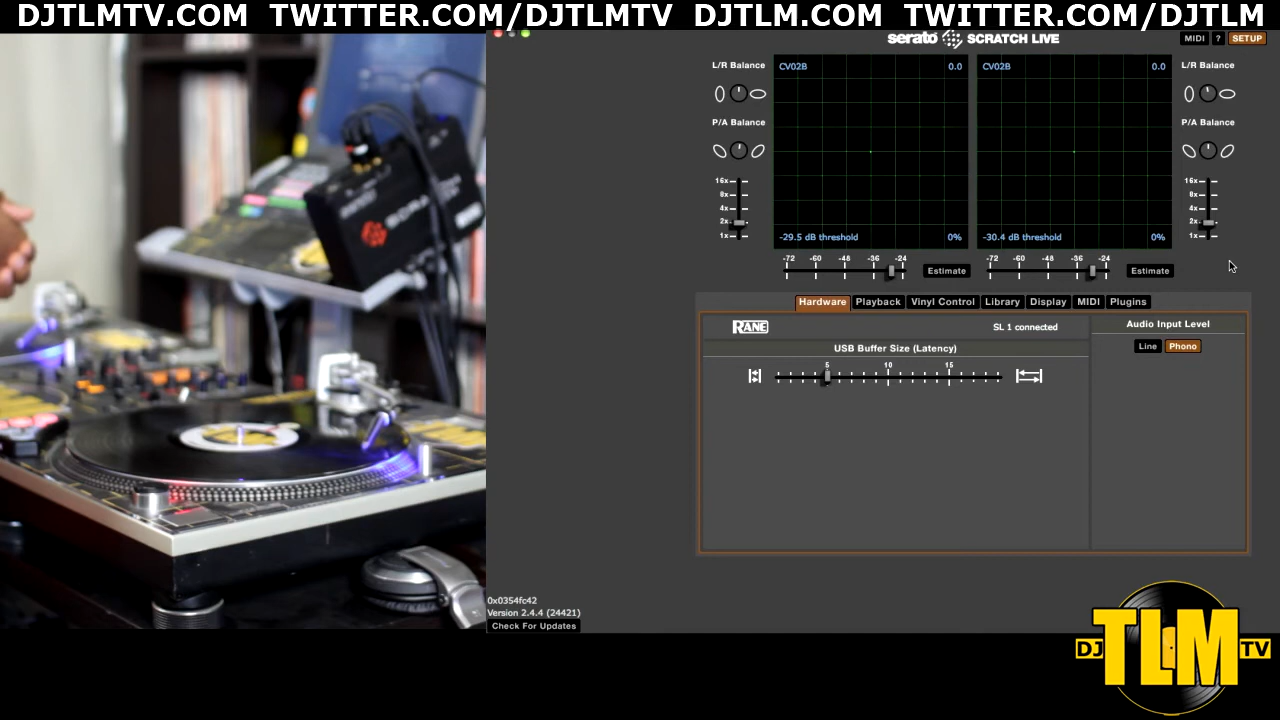 DJTLMTV.COM TWITTER.COM/DJTLMTV DJTLM.COM TWITTER.COM/DJTLM
serato SCRATCH LIVE
MIDI ? SETUP
L/R Balance
CV02B 0.0
CV02B 0.0
L/R Balance
P/A Balance
P/A Balance
16x
8x
4x
2x
1x
16x
8x
4x
2x
1x
-29.5 dB threshold 0%
-30.4 dB threshold 0%
-72 -60 -48 -36 -24
Estimate
-72 -60 -48 -36 -24
Estimate
Hardware Playback Vinyl Control Library Display MIDI Plugins
RANE
SL 1 connected
Audio Input Level
USB Buffer Size (Latency)
Line Phono
5 10 15
0x0354fc42
Version 2.4.4 (24421)
Check For Updates
DJ TLM TV